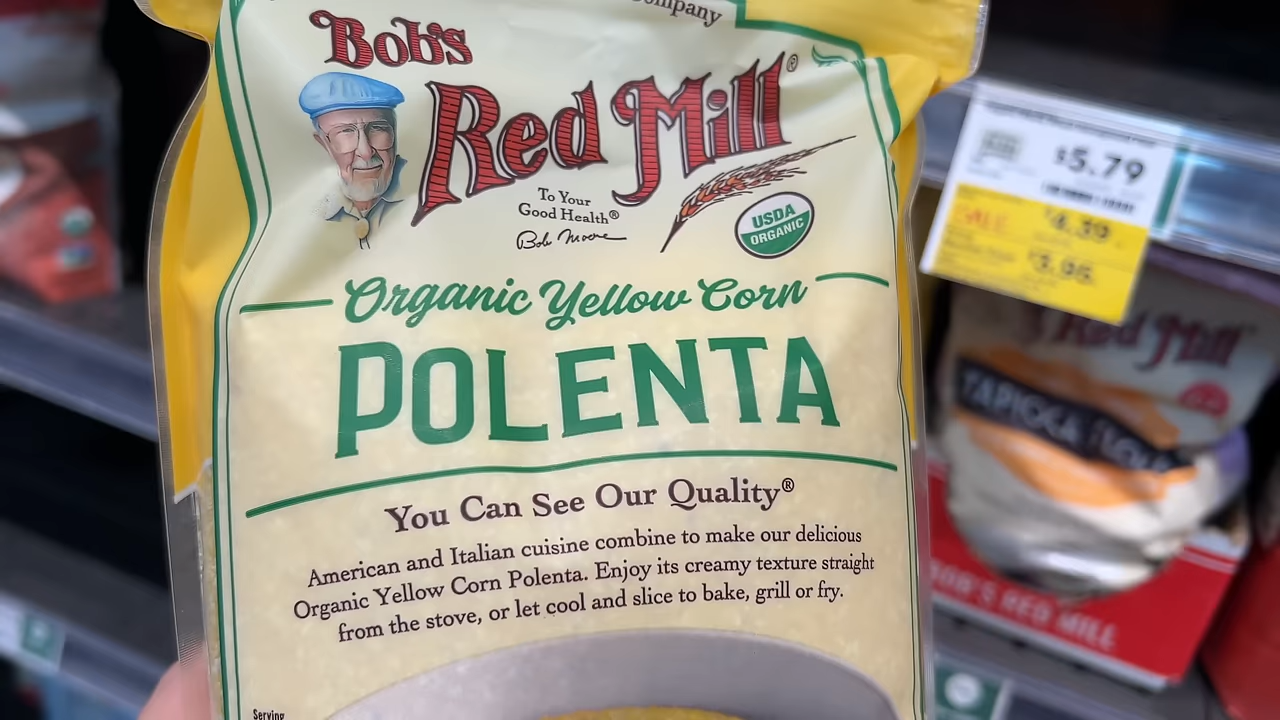 Company
Bob's
Red Mill®
To Your
Good Health®
Bob Moore
USDA
ORGANIC
Organic Yellow Corn
POLENTA
You Can See Our Quality®
American and Italian cuisine combine to make our delicious
Organic Yellow Corn Polenta. Enjoy its creamy texture straight
from the stove, or let cool and slice to bake, grill or fry.
Serving
$5.79
SALE
Red Mill
TAPIOCA
BOB'S RED MILL